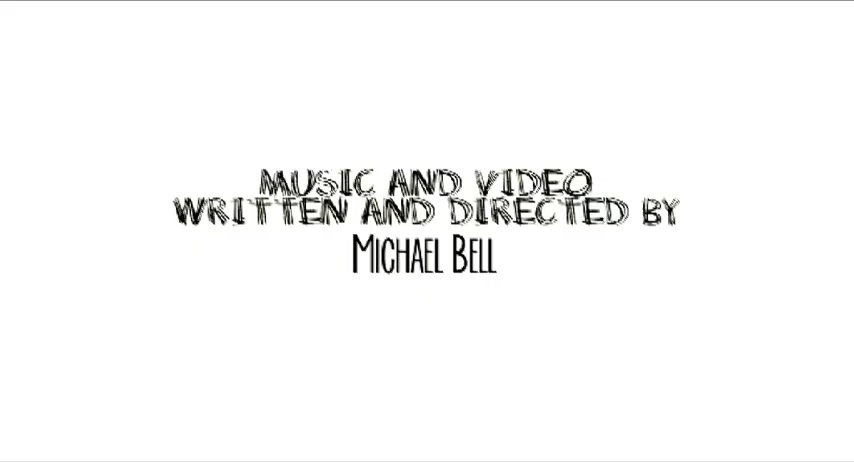 MUSIC AND VIDEO
WRITTEN AND DIRECTED BY
MICHAEL BELL